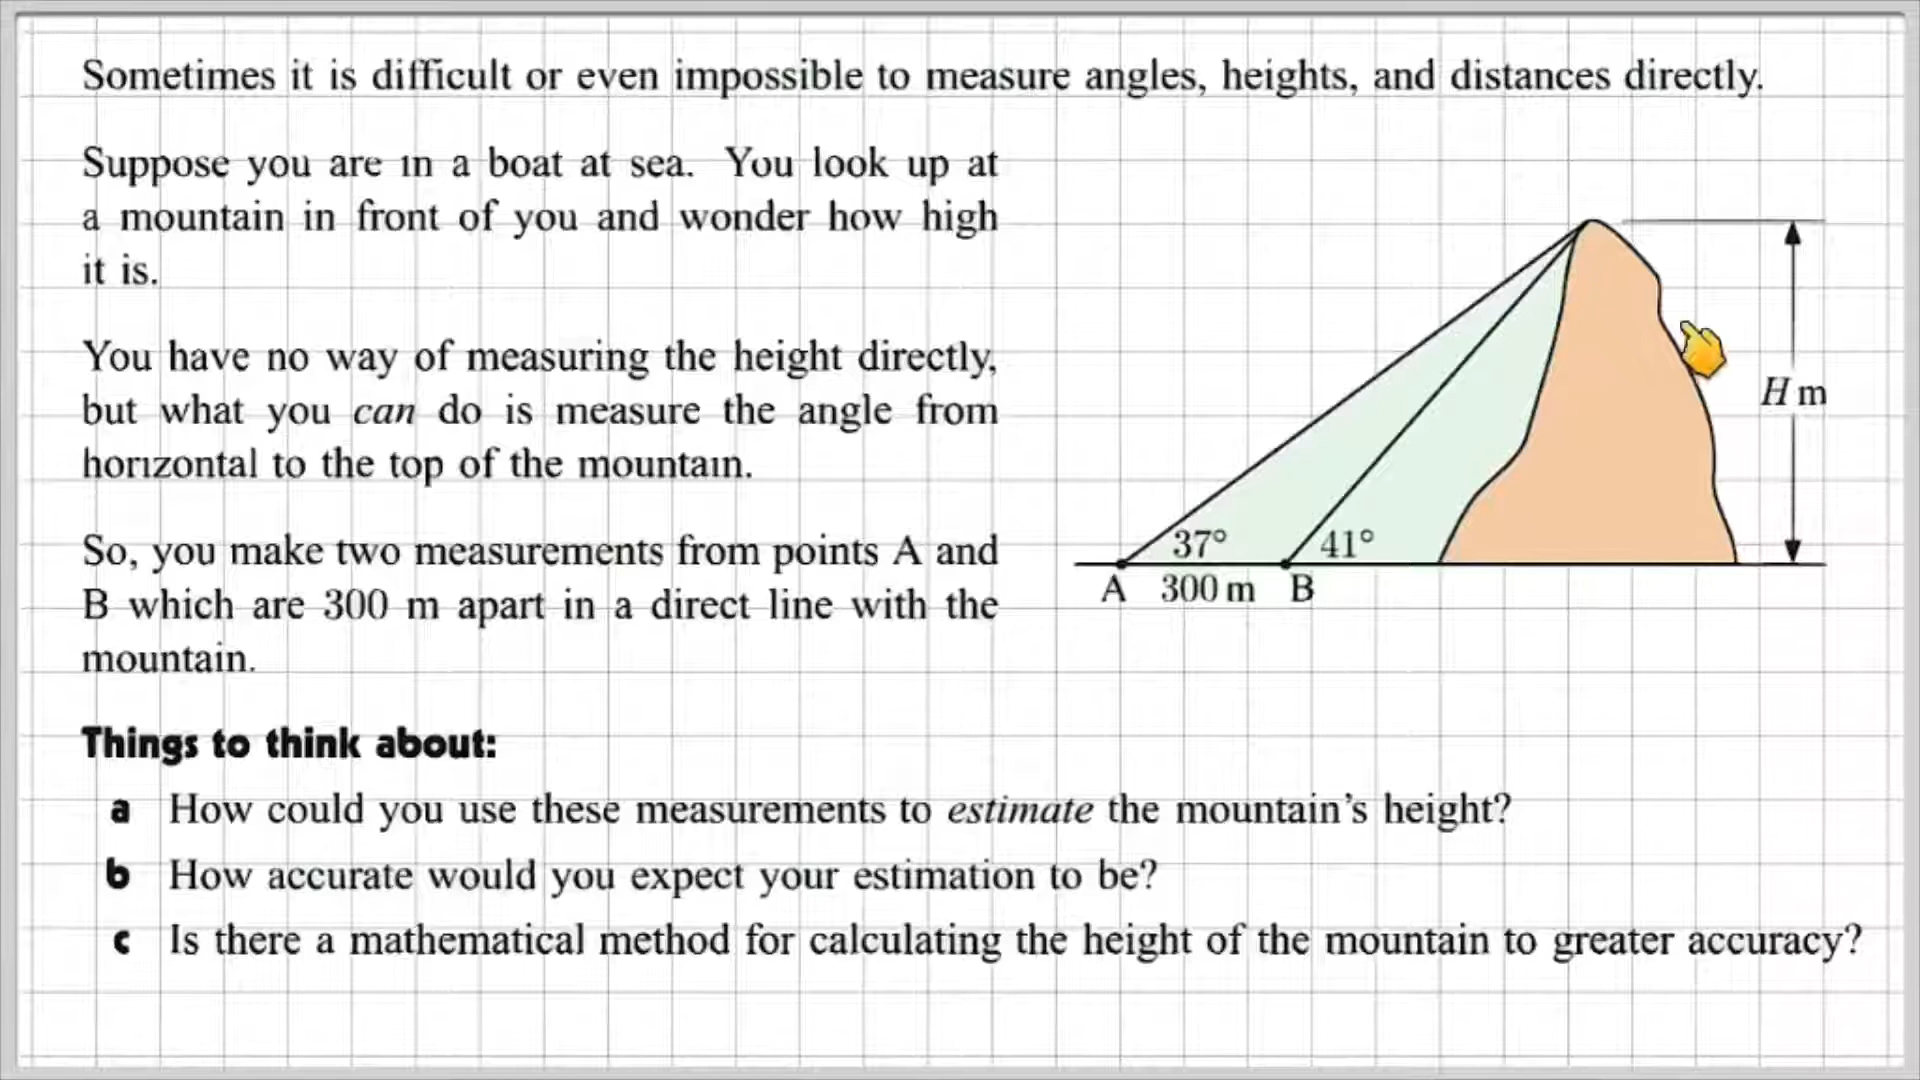 Sometimes it is difficult or even impossible to measure angles, heights, and distances directly.
Suppose you are in a boat at sea. You look up at
a mountain in front of you and wonder how high
it is.
You have no way of measuring the height directly,
but what you can do is measure the angle from
horizontal to the top of the mountain.
So, you make two measurements from points A and
B which are 300 m apart in a direct line with the
mountain.
H m
37°
41°
A 300 m B
Things to think about:
a How could you use these measurements to estimate the mountain's height?
b How accurate would you expect your estimation to be?
c Is there a mathematical method for calculating the height of the mountain to greater accuracy?